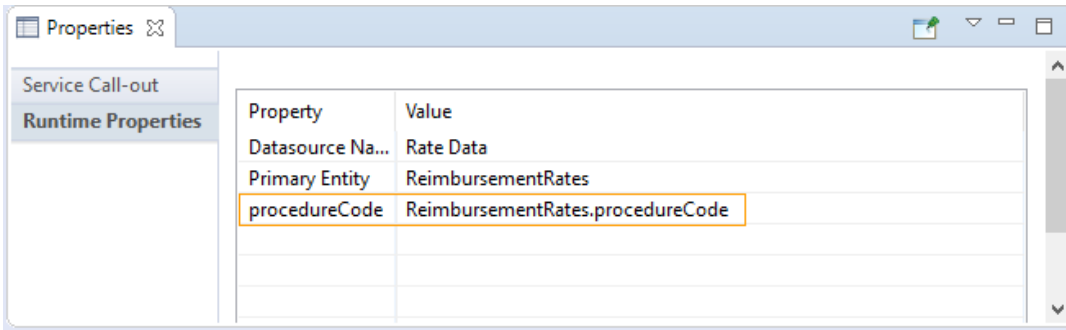 Properties
Service Call-out
Runtime Properties
Property Value
Datasource Na... Rate Data
Primary Entity ReimbursementRates
procedureCode ReimbursementRates.procedureCode